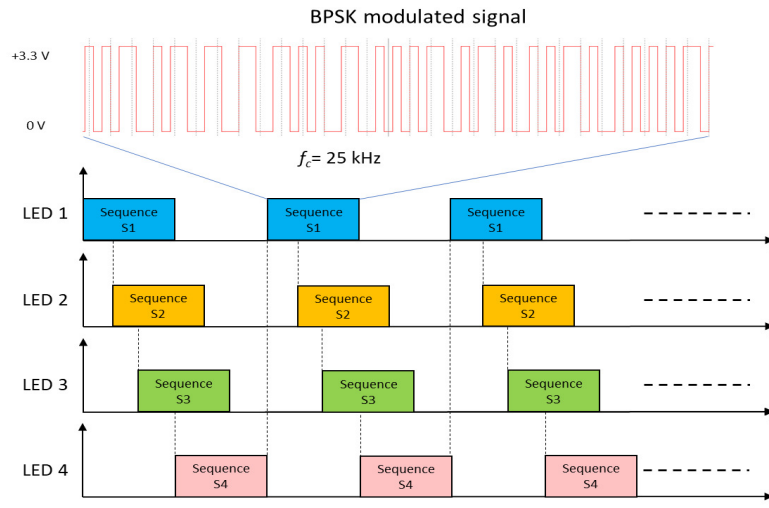 BPSK modulated signal
+3.3 V
0 V
fc= 25 kHz
LED 1
Sequence
S1
Sequence
S1
Sequence
S1
LED 2
Sequence
S2
Sequence
S2
Sequence
S2
LED 3
Sequence
S3
Sequence
S3
Sequence
S3
LED 4
Sequence
S4
Sequence
S4
Sequence
S4